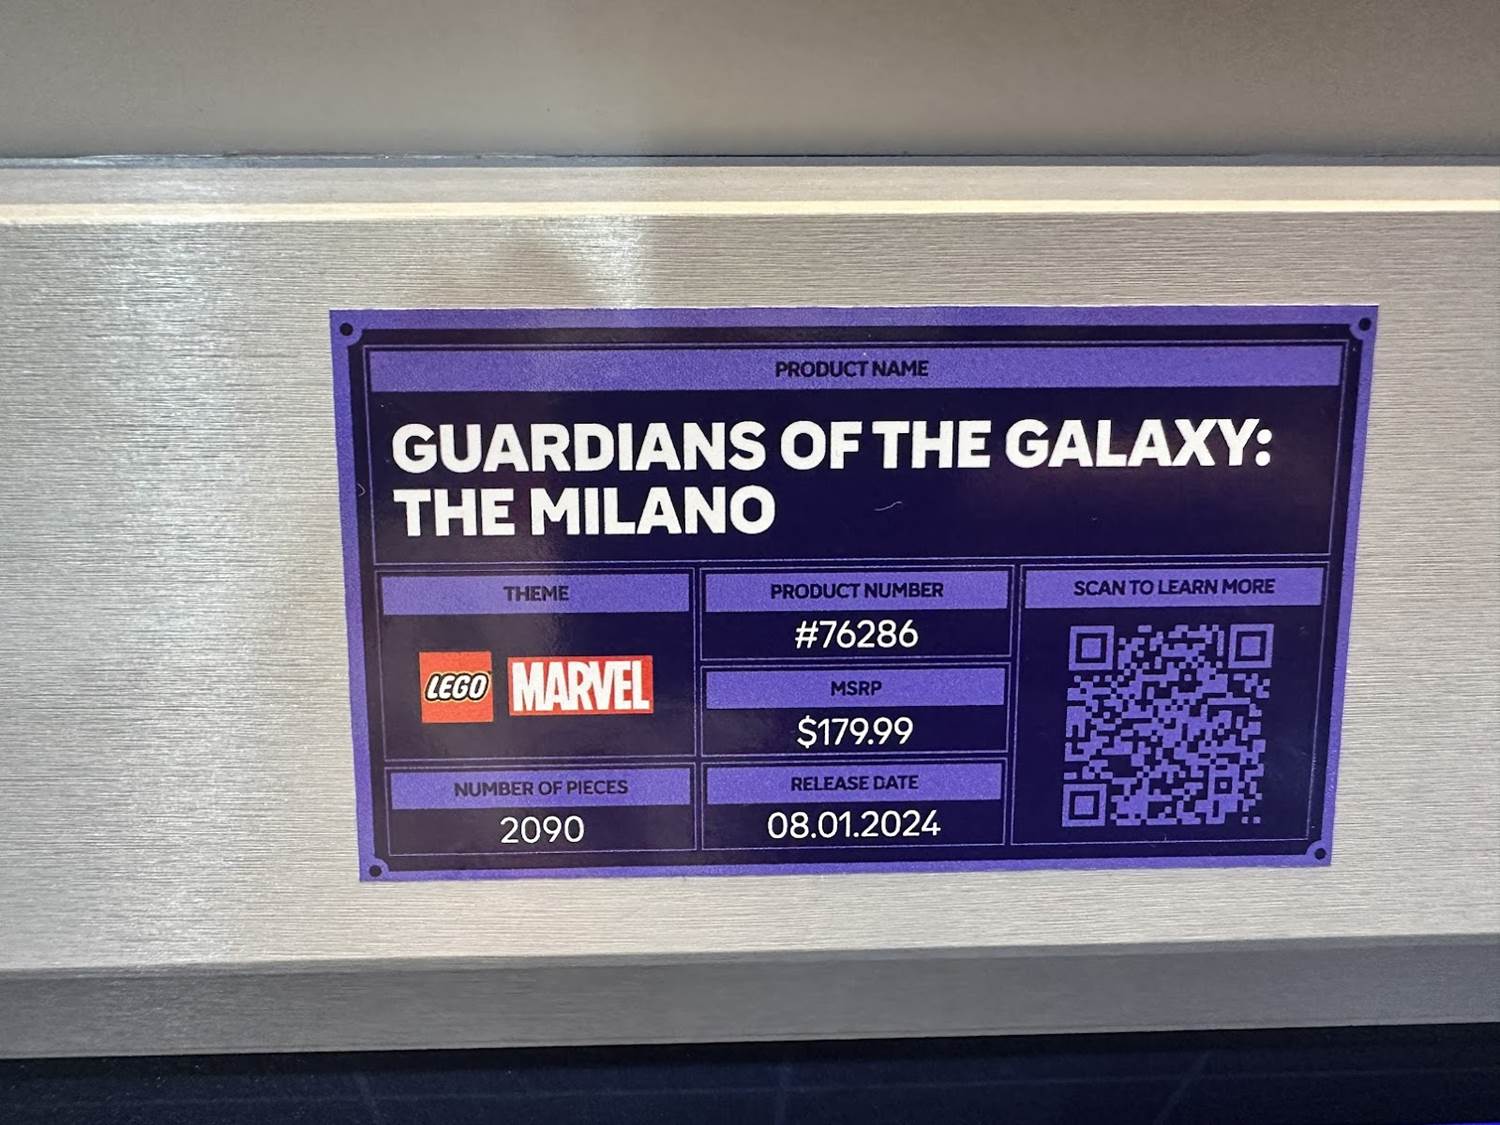 PRODUCT NAME
GUARDIANS OF THE GALAXY:
THE MILANO
THEME
LEGO MARVEL
NUMBER OF PIECES
2090
PRODUCT NUMBER
#76286
MSRP
$179.99
RELEASE DATE
08.01.2024
SCAN TO LEARN MORE